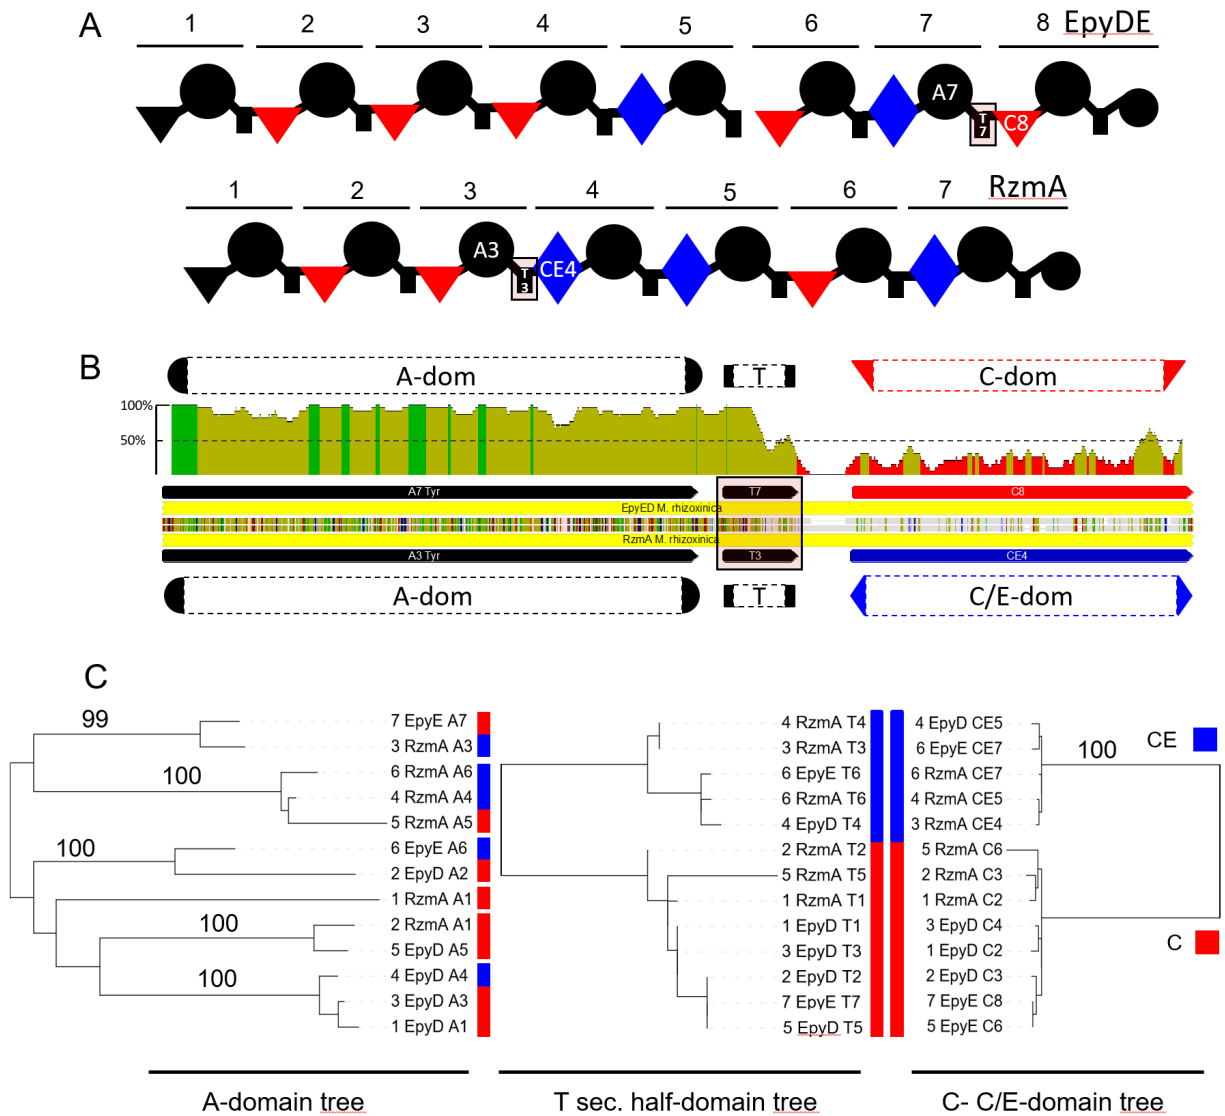 A
1 2 3 4 5 6 7 8 EpyDE
A7
T
7
C8
1 2 3 4 5 6 7 RzmA
A3
T
3
CE4
B
A-dom T C-dom
100%
50%
A7 Tyr T7 C8
EpyED M. rhizoxinica
RzmA M. rhizoxinica
A3 Tyr T3 CE4
A-dom T C/E-dom
C
99
100
100
100
100
7 EpyE A7
3 RzmA A3
6 RzmA A6
4 RzmA A4
5 RzmA A5
6 EpyE A6
2 EpyD A2
1 RzmA A1
2 RzmA A1
5 EpyD A5
4 EpyD A4
3 EpyD A3
1 EpyD A1
A-domain tree
4 RzmA T4
3 RzmA T3
6 EpyE T6
6 RzmA T6
4 EpyD T4
2 RzmA T2
5 RzmA T5
1 RzmA T1
1 EpyD T1
3 EpyD T3
2 EpyD T2
7 EpyE T7
5 EpyD T5
T sec. half-domain tree
4 EpyD CE5
6 EpyE CE7
6 RzmA CE7
4 RzmA CE5
3 RzmA CE4
5 RzmA C6
2 RzmA C3
1 RzmA C2
3 EpyD C4
1 EpyD C2
2 EpyD C3
7 EpyE C8
5 EpyE C6
100
CE
C
C- C/E-domain tree